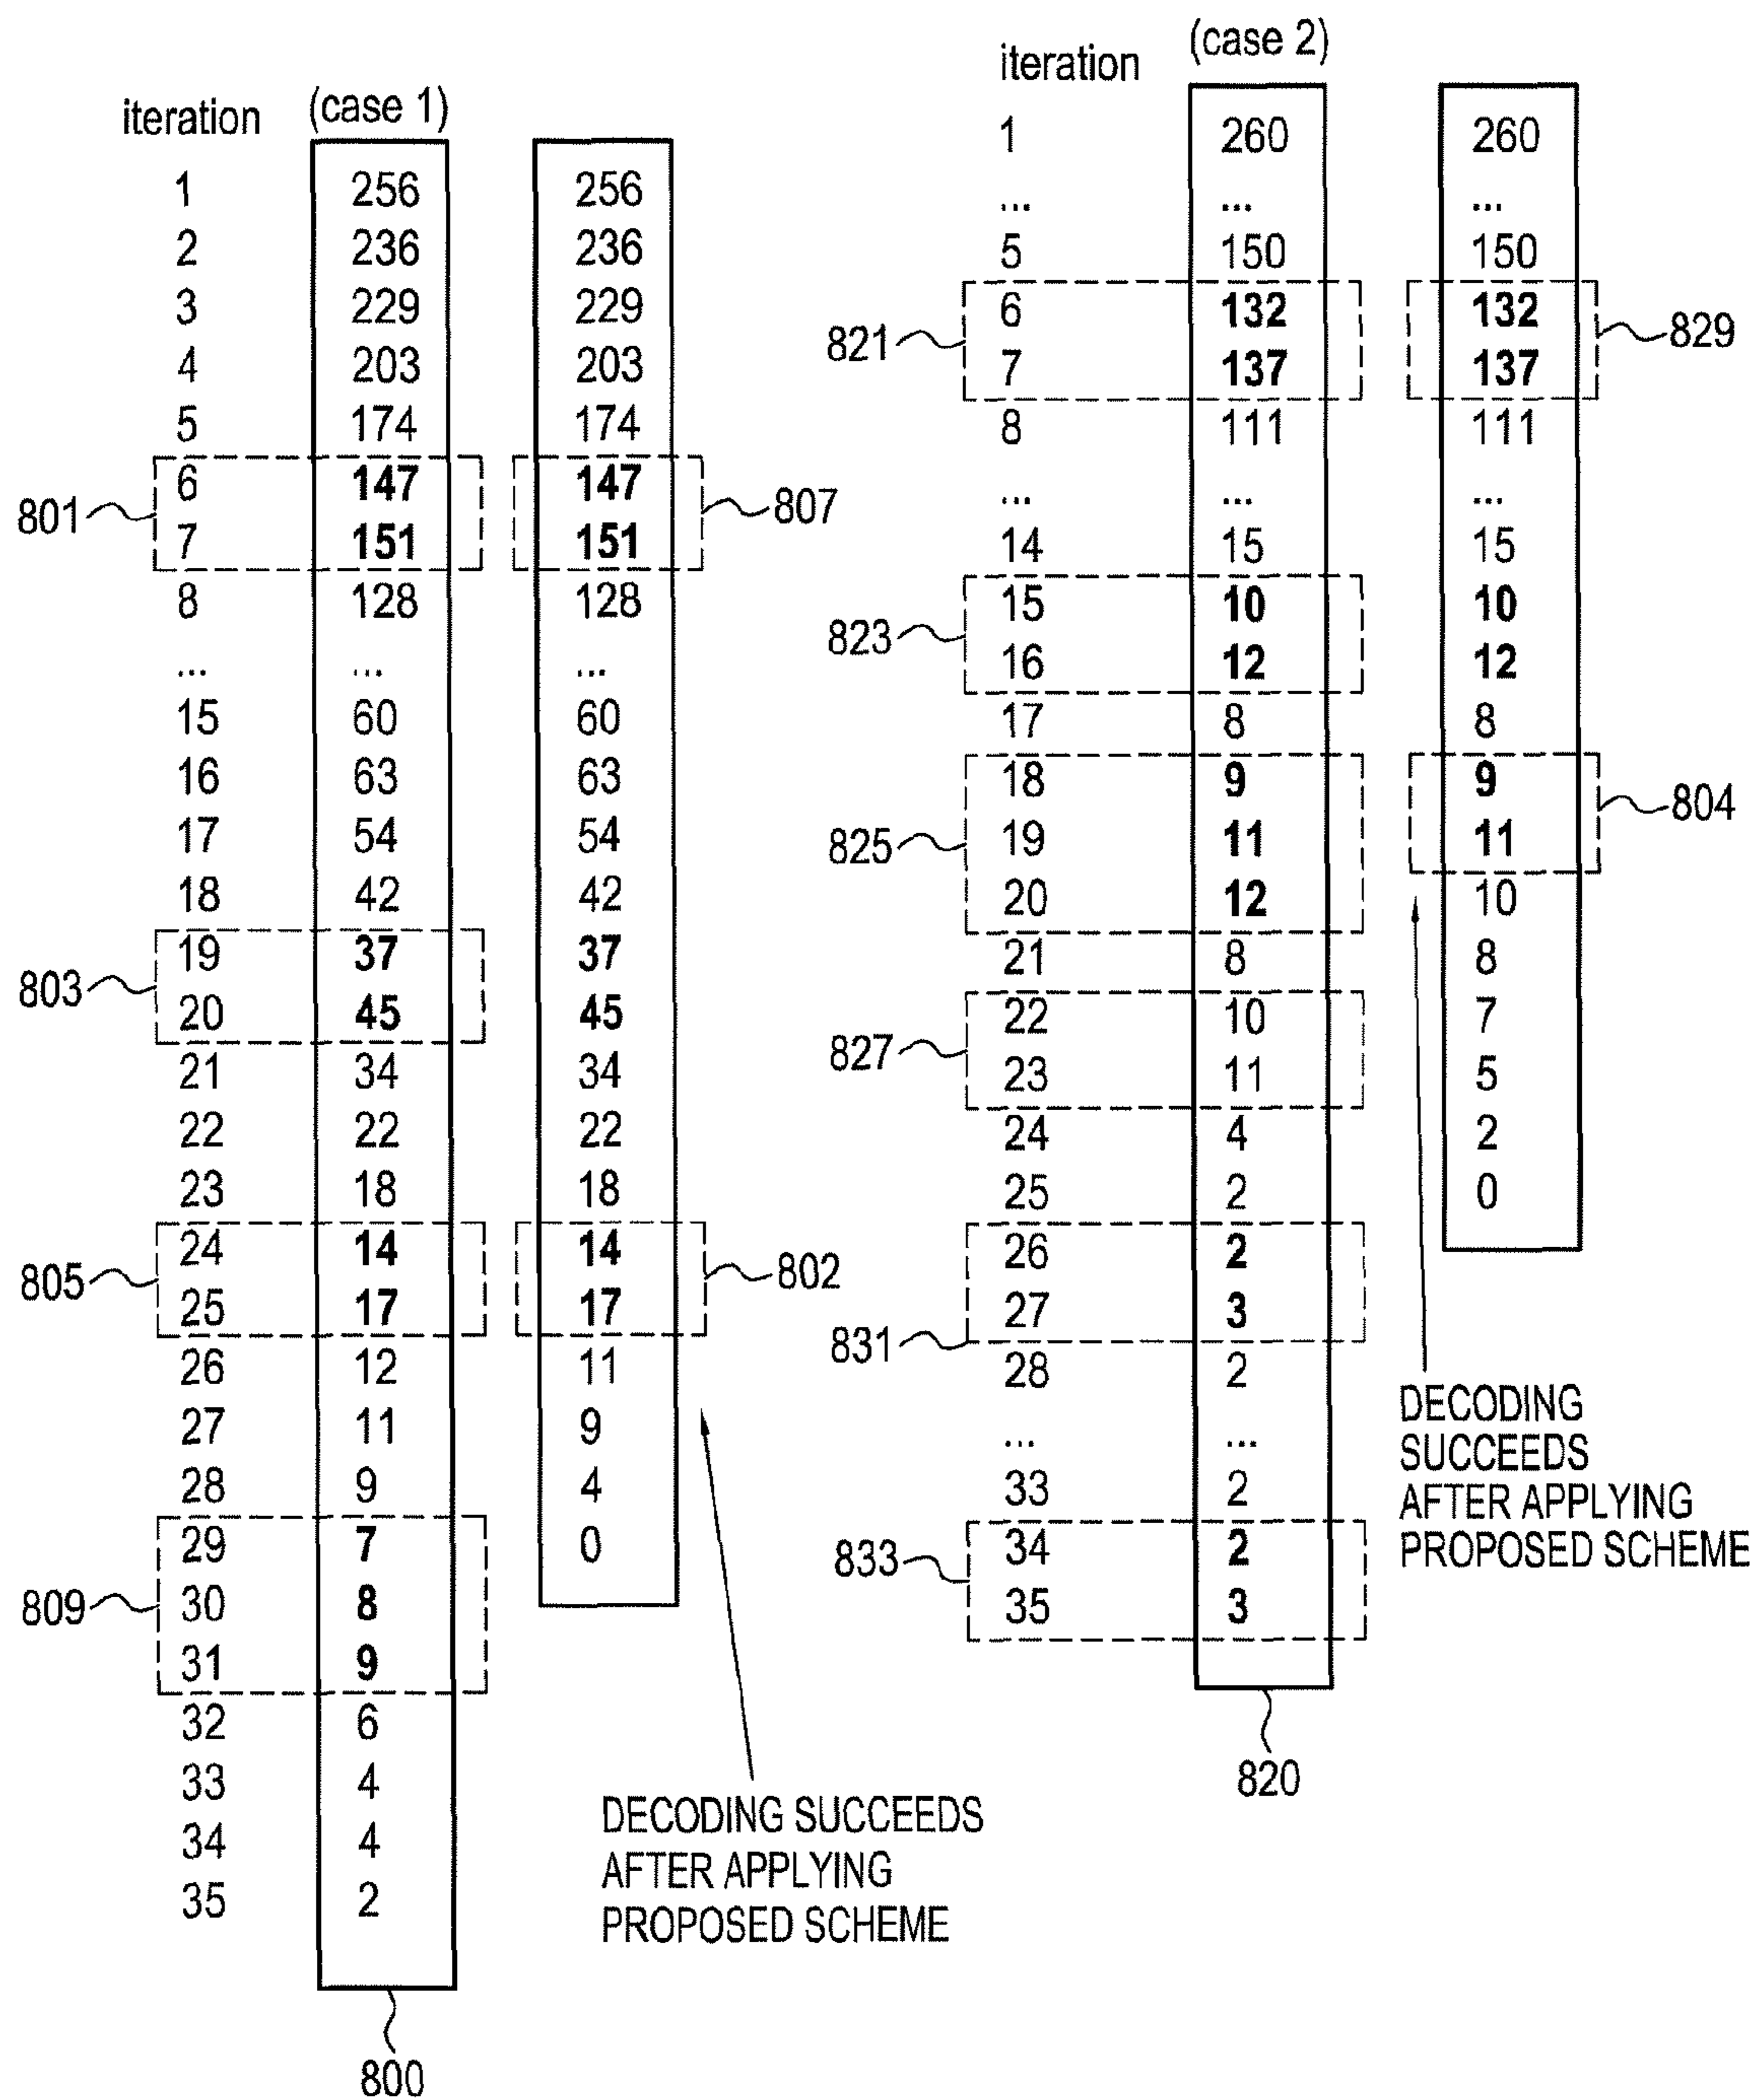 iteration (case 1)
1 256 256
2 236 236
3 229 229
4 203 203
5 174 174
6 147 147
801 807
7 151 151
8 128 128
... ... ...
15 60 60
16 63 63
17 54 54
18 42 42
19 37 37
803
20 45 45
21 34 34
22 22 22
23 18 18
24 14 14
805 802
25 17 17
26 12 11
27 11 9
28 9 4
29 7 0
809 30 8
31 9
32 6
33 4
34 4
35 2
800
DECODING SUCCEEDS
AFTER APPLYING
PROPOSED SCHEME
iteration (case 2)
1 260 260
... ... ...
5 150 150
6 132 132
821 829
7 137 137
8 111 111
... ... ...
14 15 15
15 10 10
823
16 12 12
17 8 8
18 9 9
804
825 19 11 11
20 12 10
21 8 8
22 10 7
827
23 11 5
24 4 2
25 2 0
26 2
27 3
831
28 2
... ...
33 2
34 2
833
35 3
820
DECODING
SUCCEEDS
AFTER APPLYING
PROPOSED SCHEME